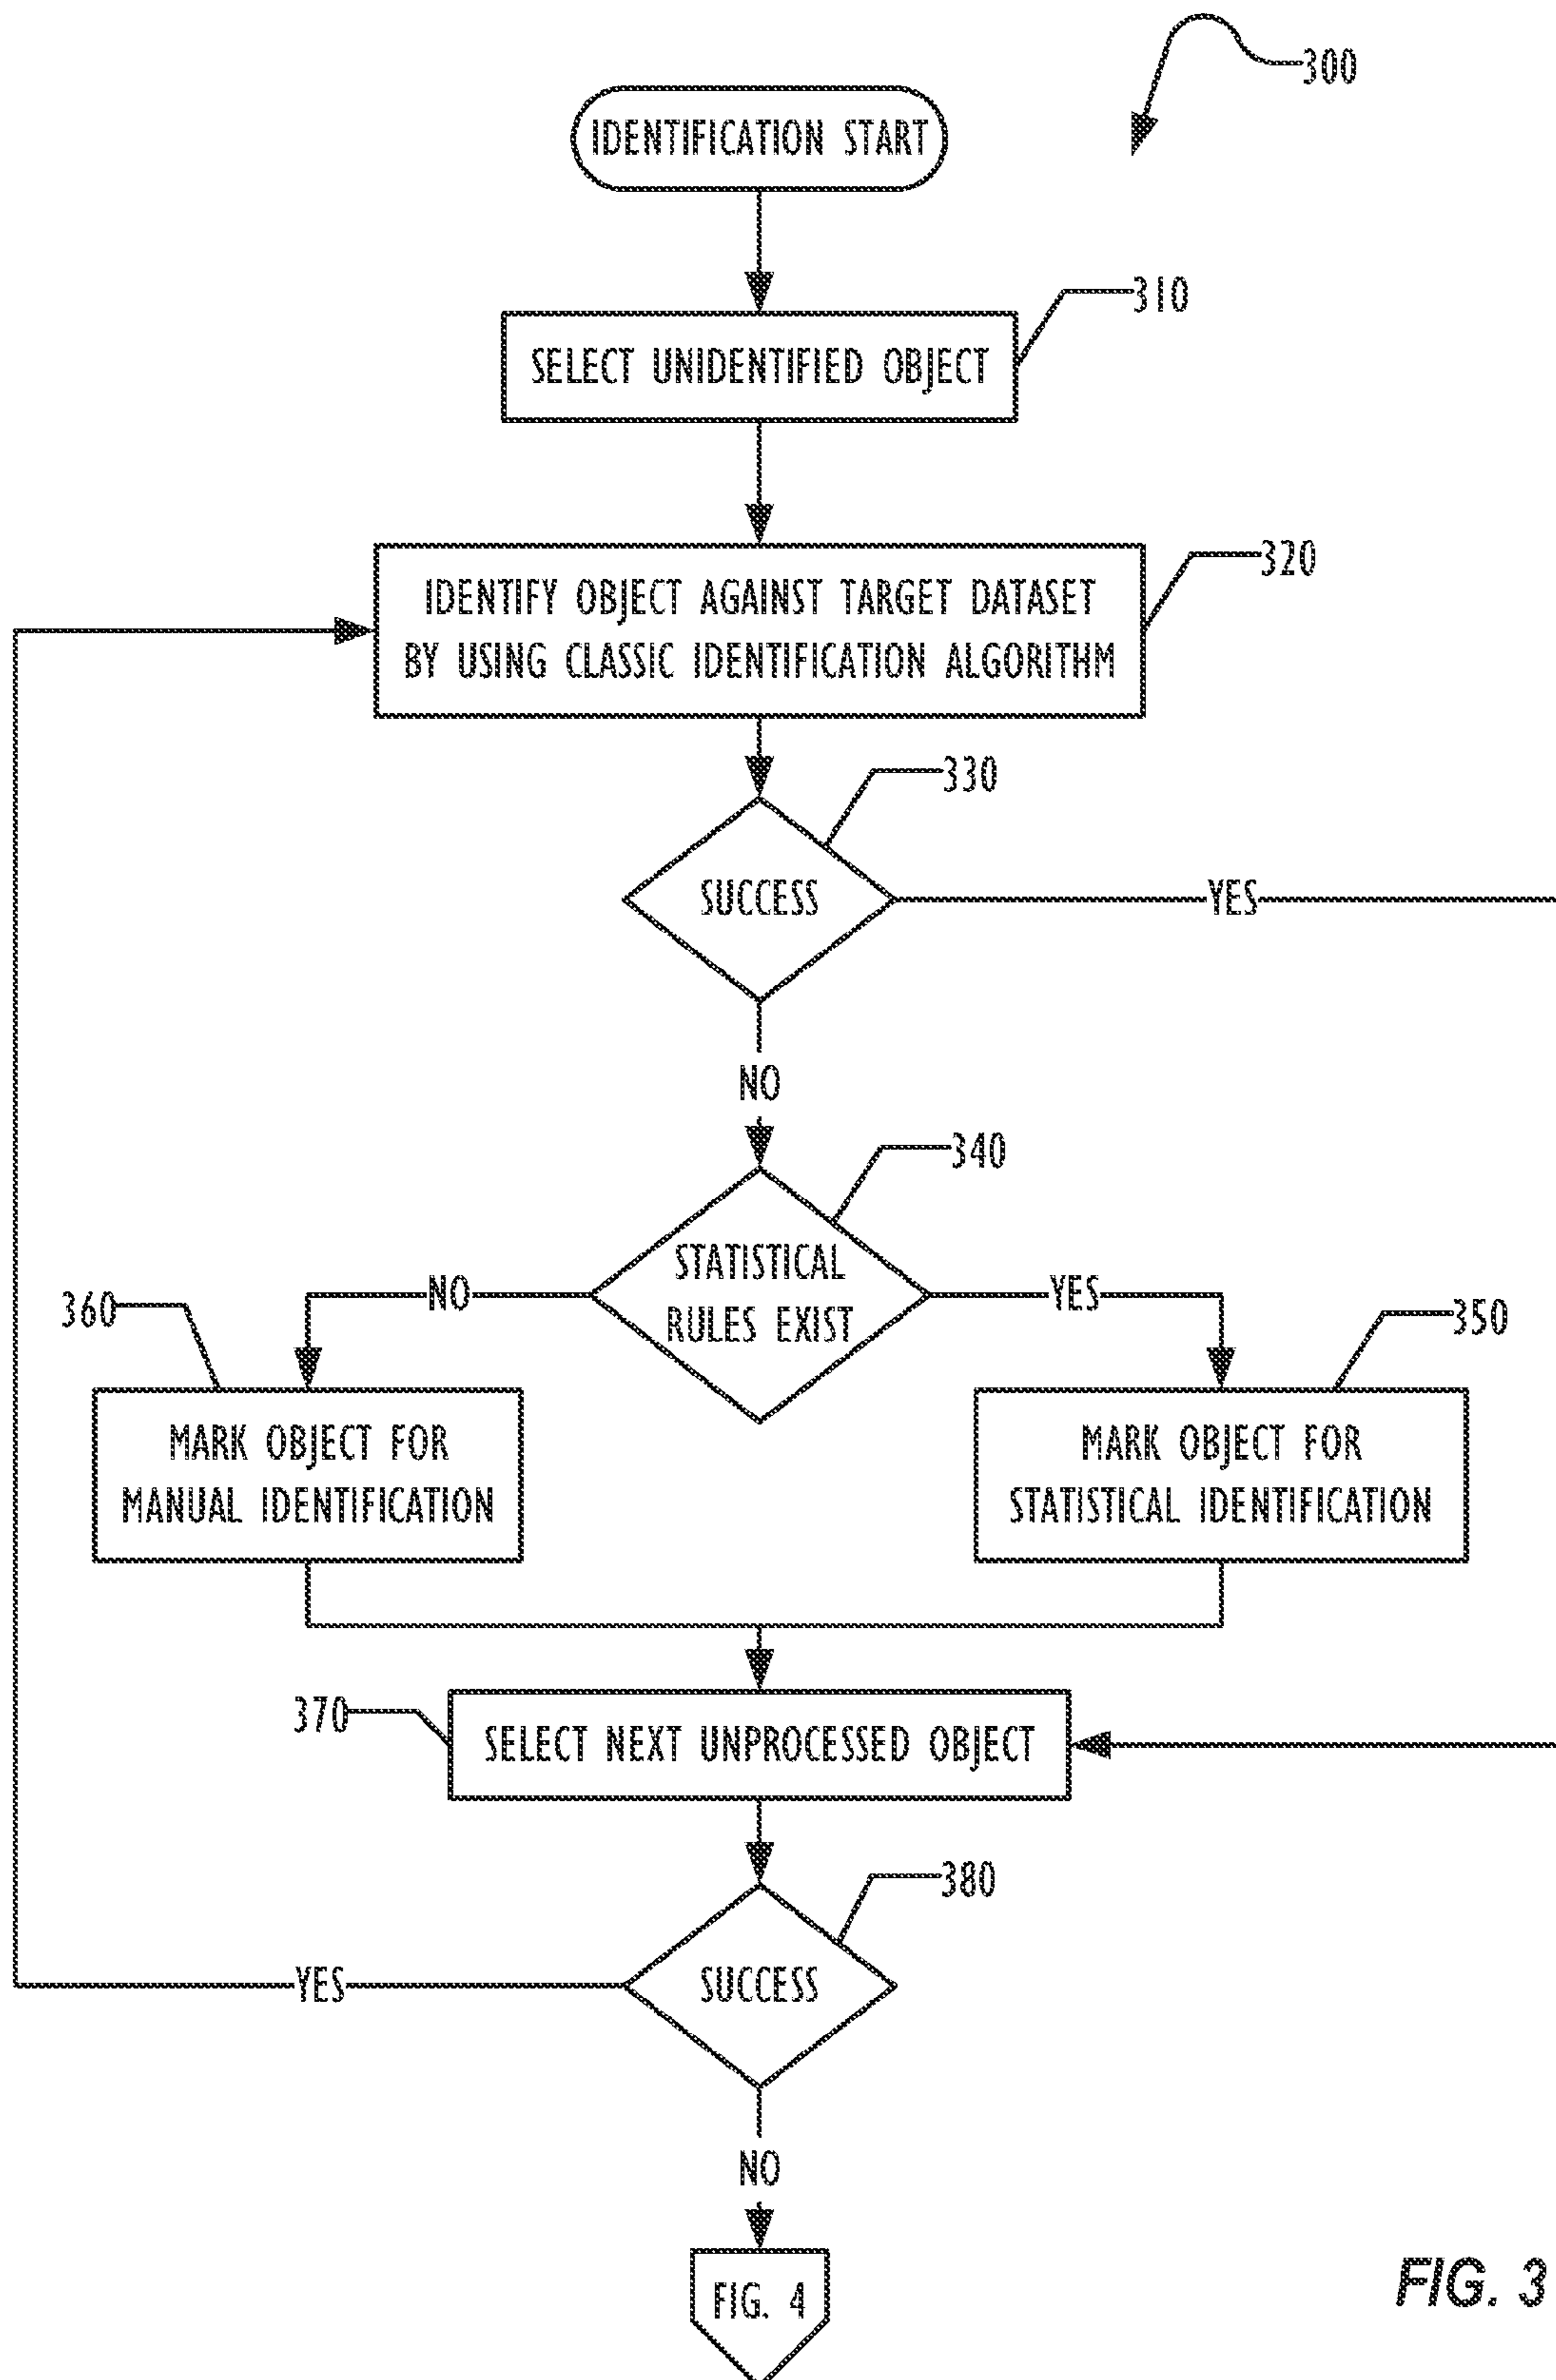 300
IDENTIFICATION START
310
SELECT UNIDENTIFIED OBJECT
320
IDENTIFY OBJECT AGAINST TARGET DATASET
BY USING CLASSIC IDENTIFICATION ALGORITHM
330
SUCCESS
YES
NO
340
STATISTICAL
RULES EXIST
NO
YES
360
350
MARK OBJECT FOR
MANUAL IDENTIFICATION
MARK OBJECT FOR
STATISTICAL IDENTIFICATION
370
SELECT NEXT UNPROCESSED OBJECT
380
SUCCESS
YES
NO
FIG. 4
FIG. 3